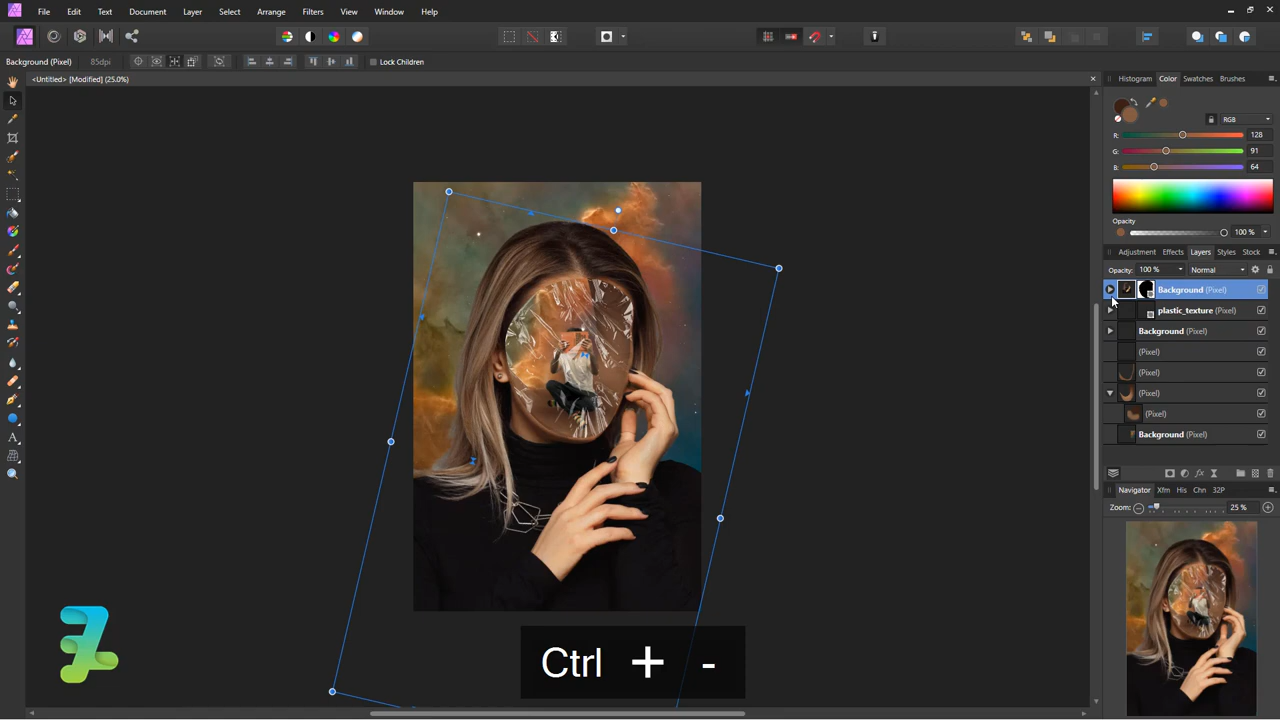 File Edit Text Document Layer Select Arrange Filters View Window Help
Background (Pixel) 85dpi Lock Children
<Untitled> [Modified] (25.0%)
Histogram Color Swatches Brushes
RGB
R: 128
G: 91
B: 64
Opacity
100 %
Adjustment Effects Layers Styles Stock
Opacity: 100 % Normal
Background (Pixel)
plastic_texture (Pixel)
Background (Pixel)
(Pixel)
(Pixel)
(Pixel)
(Pixel)
Background (Pixel)
Navigator Xfm His Chn 32P
Zoom: 25 %
Ctrl + -